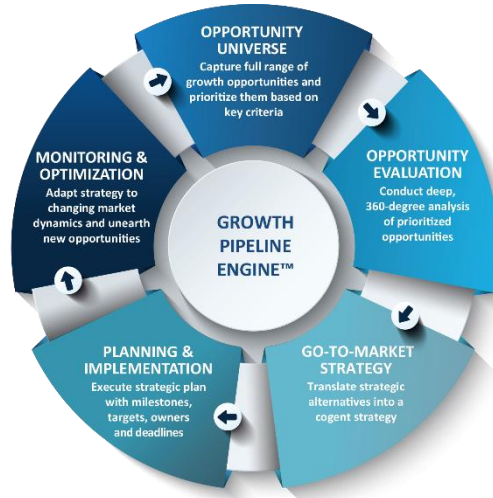 OPPORTUNITY
UNIVERSE
Capture full range of
growth opportunities and
prioritize them based on
key criteria
OPPORTUNITY
EVALUATION
Conduct deep,
360-degree analysis
of prioritized
opportunities
GO-TO-MARKET
STRATEGY
Translate strategic
alternatives into a
cogent strategy
PLANNING &
IMPLEMENTATION
Execute strategic plan
with milestones,
targets, owners
and deadlines
MONITORING &
OPTIMIZATION
Adapt strategy to
changing market
dynamics and unearth
new opportunities
GROWTH
PIPELINE
ENGINE™